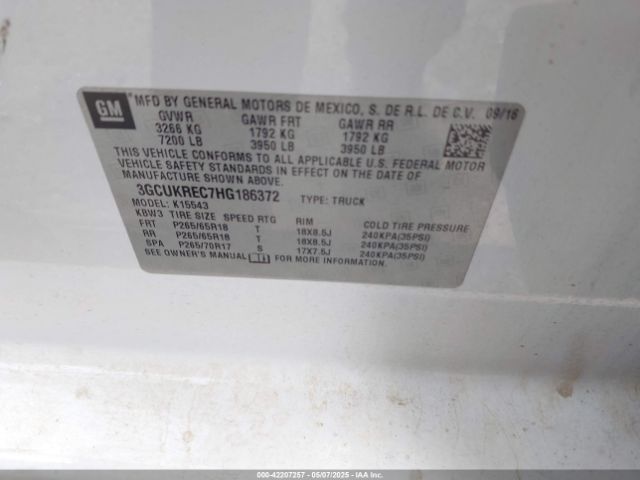 GM
MFD BY GENERAL MOTORS DE MEXICO, S. DE R.L. DE C.V. 09/16
GVWR GAWR FRT GAWR RR
3266 KG 1792 KG 1792 KG
7200 LB 3950 LB 3950 LB
THIS VEHICLE CONFORMS TO ALL APPLICABLE U.S. FEDERAL MOTOR
VEHICLE SAFETY STANDARDS IN EFFECT ON THE DATE OF
MANUFACTURE SHOWN ABOVE.
3GCUKREC7HG186372 TYPE: TRUCK
MODEL: K15543
KBW3 TIRE SIZE SPEED RTG RIM COLD TIRE PRESSURE
FRT P265/65R18 T 18X8.5J 240KPA(35PSI)
RR P265/65R18 T 18X8.5J 240KPA(35PSI)
SPA P265/70R17 S 17X7.5J 240KPA(35PSI)
SEE OWNER'S MANUAL FOR MORE INFORMATION.
000-42207257 - 05/07/2025 - IAAI.COM